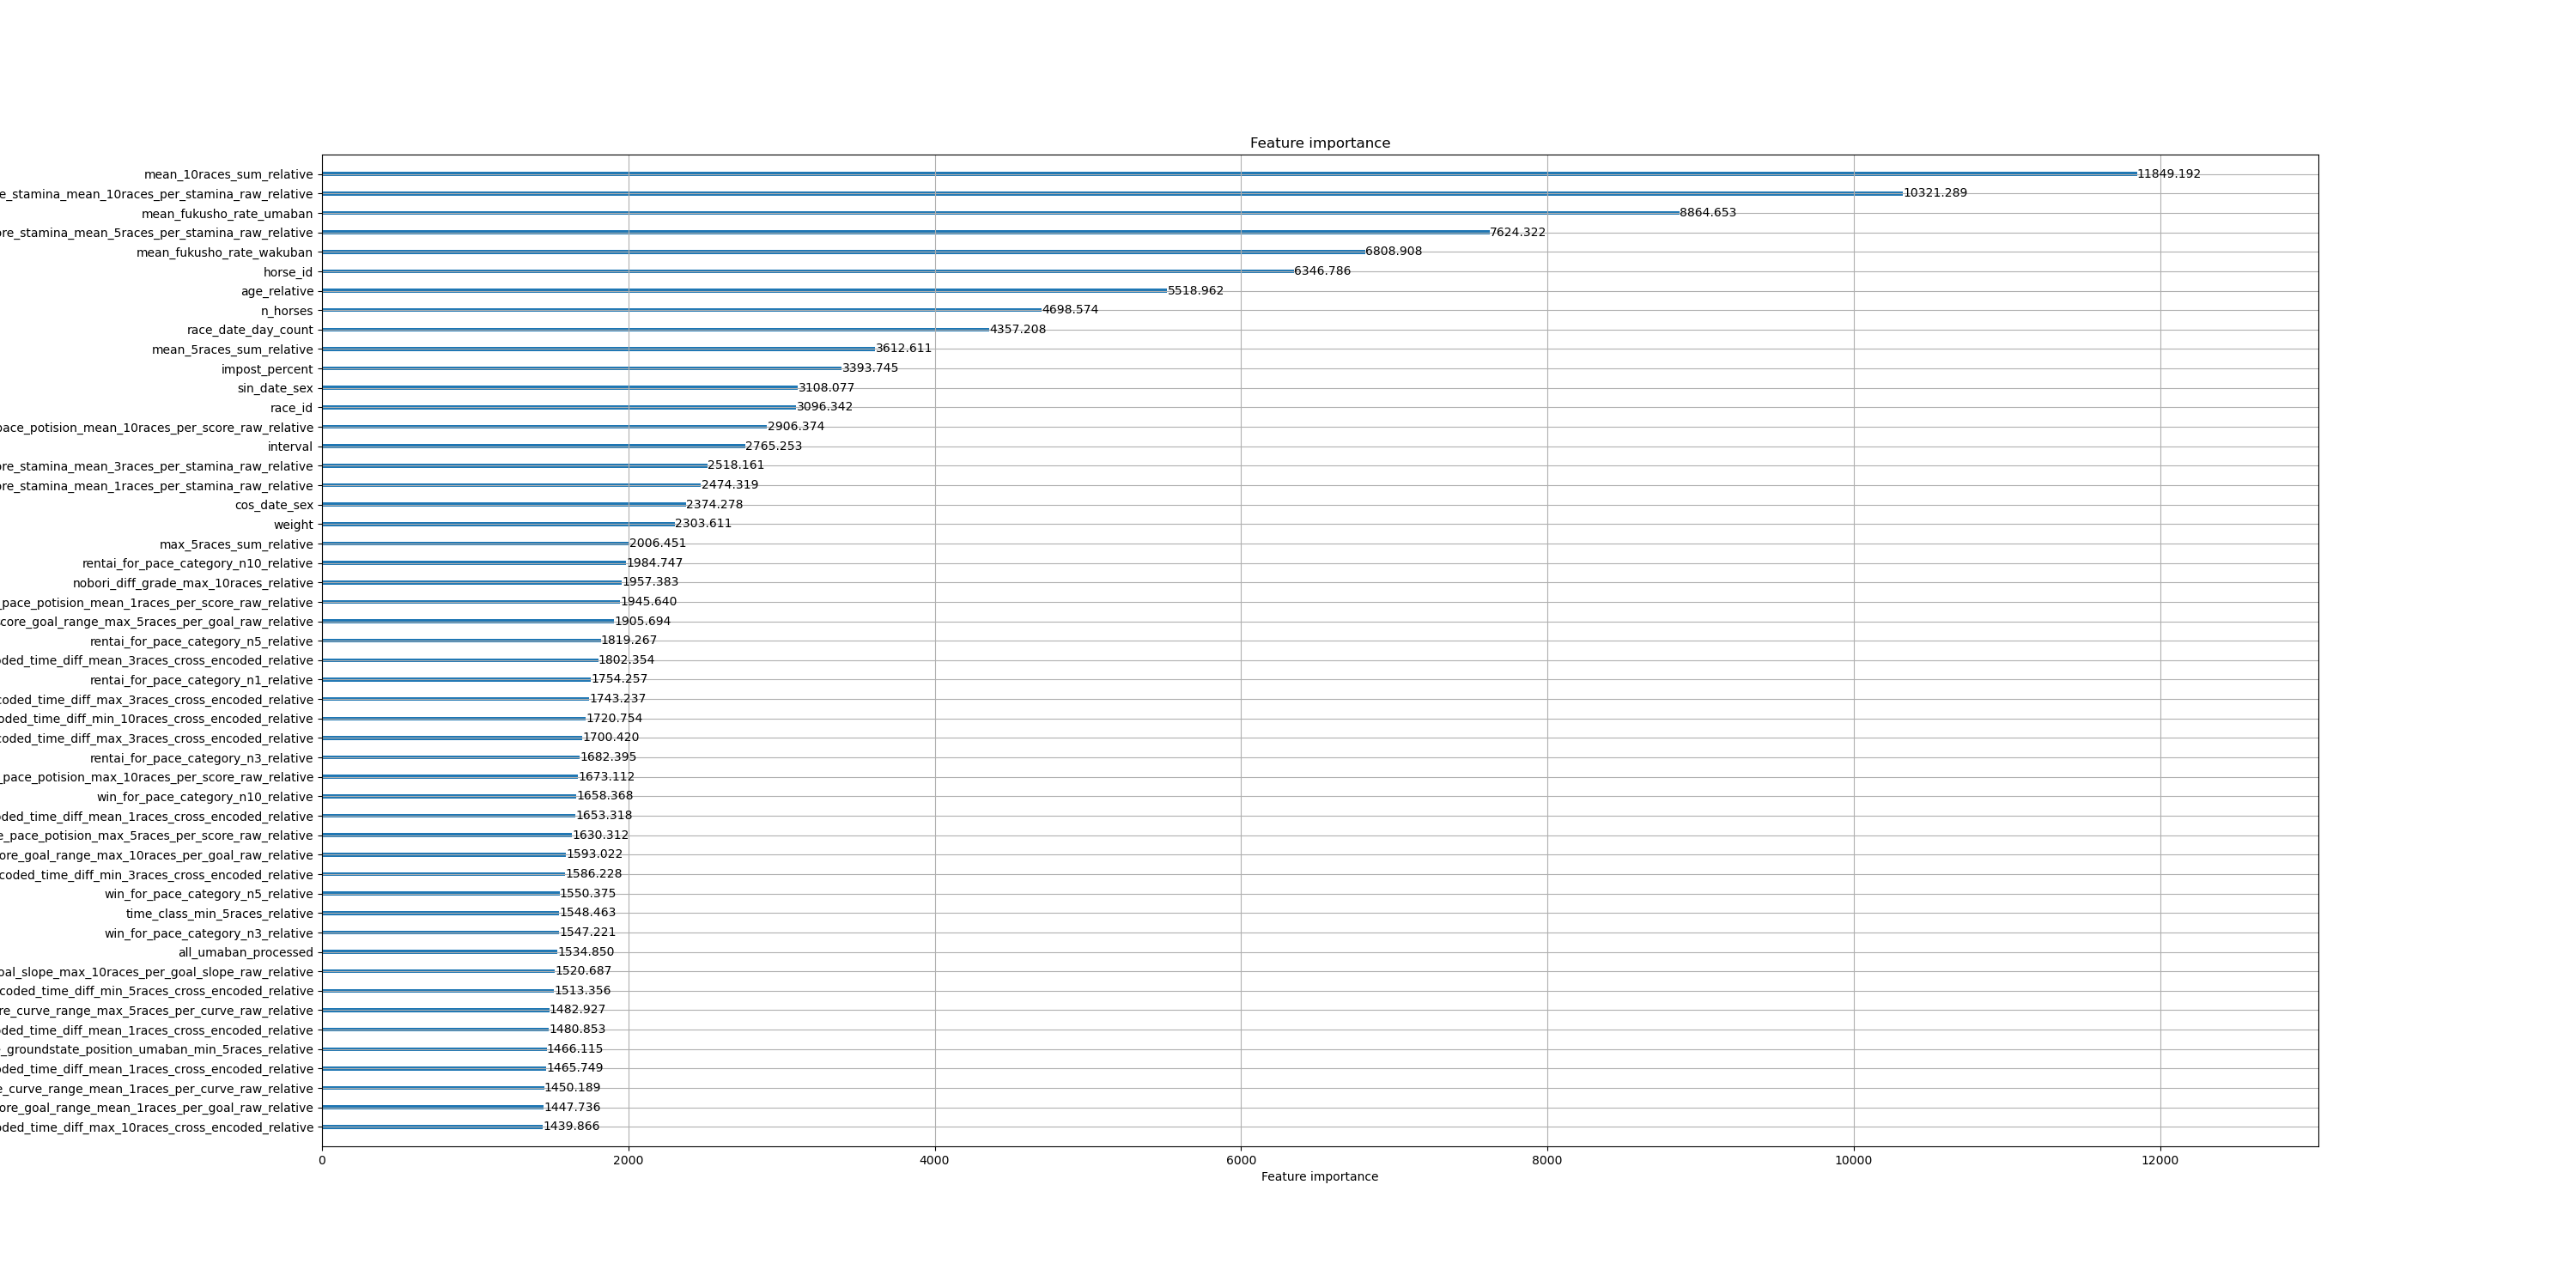 Feature importance
mean_10races_sum_relative 11849.192
e_stamina_mean_10races_per_stamina_raw_relative 10321.289
mean_fukusho_rate_umaban 8864.653
ore_stamina_mean_5races_per_stamina_raw_relative 7624.322
mean_fukusho_rate_wakuban 6808.908
horse_id 6346.786
age_relative 5518.962
n_horses 4698.574
race_date_day_count 4357.208
mean_5races_sum_relative 3612.611
impost_percent 3393.745
sin_date_sex 3108.077
race_id 3096.342
pace_potision_mean_10races_per_score_raw_relative 2906.374
interval 2765.253
ore_stamina_mean_3races_per_stamina_raw_relative 2518.161
ore_stamina_mean_1races_per_stamina_raw_relative 2474.319
cos_date_sex 2374.278
weight 2303.611
max_5races_sum_relative 2006.451
rentai_for_pace_category_n10_relative 1984.747
nobori_diff_grade_max_10races_relative 1957.383
_pace_potision_mean_1races_per_score_raw_relative 1945.640
core_goal_range_max_5races_per_goal_raw_relative 1905.694
rentai_for_pace_category_n5_relative 1819.267
ded_time_diff_mean_3races_cross_encoded_relative 1802.354
rentai_for_pace_category_n1_relative 1754.257
coded_time_diff_max_3races_cross_encoded_relative 1743.237
oded_time_diff_min_10races_cross_encoded_relative 1720.754
coded_time_diff_max_3races_cross_encoded_relative 1700.420
rentai_for_pace_category_n3_relative 1682.395
_pace_potision_max_10races_per_score_raw_relative 1673.112
win_for_pace_category_n10_relative 1658.368
ded_time_diff_mean_1races_cross_encoded_relative 1653.318
e_pace_potision_max_5races_per_score_raw_relative 1630.312
ore_goal_range_max_10races_per_goal_raw_relative 1593.022
coded_time_diff_min_3races_cross_encoded_relative 1586.228
win_for_pace_category_n5_relative 1550.375
time_class_min_5races_relative 1548.463
win_for_pace_category_n3_relative 1547.221
all_umaban_processed 1534.850
oal_slope_max_10races_per_goal_slope_raw_relative 1520.687
coded_time_diff_min_5races_cross_encoded_relative 1513.356
re_curve_range_max_5races_per_curve_raw_relative 1482.927
ded_time_diff_mean_1races_cross_encoded_relative 1480.853
_groundstate_position_umaban_min_5races_relative 1466.115
ded_time_diff_mean_1races_cross_encoded_relative 1465.749
e_curve_range_mean_1races_per_curve_raw_relative 1450.189
ore_goal_range_mean_1races_per_goal_raw_relative 1447.736
ded_time_diff_max_10races_cross_encoded_relative 1439.866
0 2000 4000 6000 8000 10000 12000
Feature importance